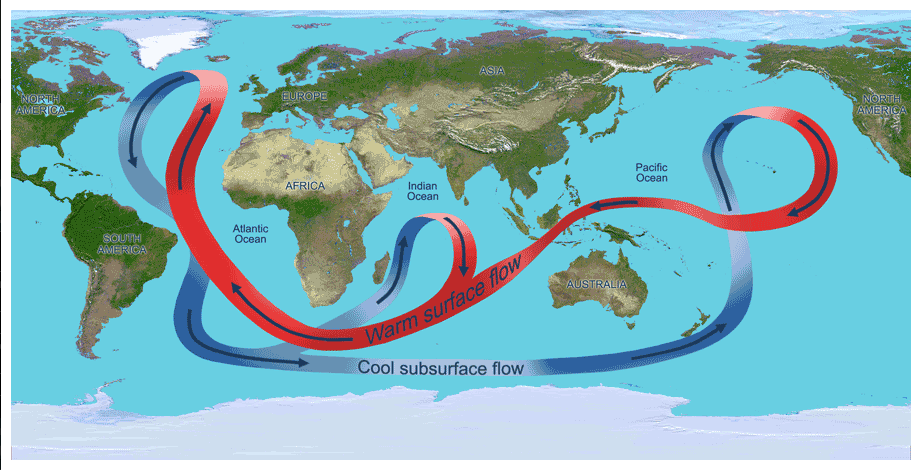 ASIA
NORTH
AMERICA
EUROPE
NORTH
AMERICA
Pacific
Ocean
AFRICA
Indian
Ocean
Atlantic
Ocean
SOUTH
AMERICA
AUSTRALIA
Warm surface flow
Cool subsurface flow